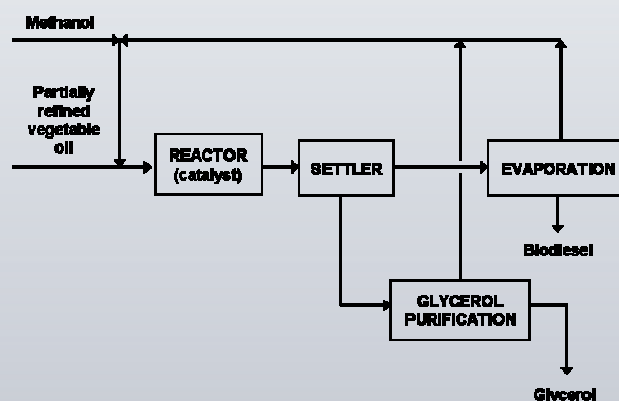 Methanol
Partially
refined
vegetable
oil
REACTOR
(catalyst)
SETTLER
EVAPORATION
Biodiesel
GLYCEROL
PURIFICATION
Glycerol